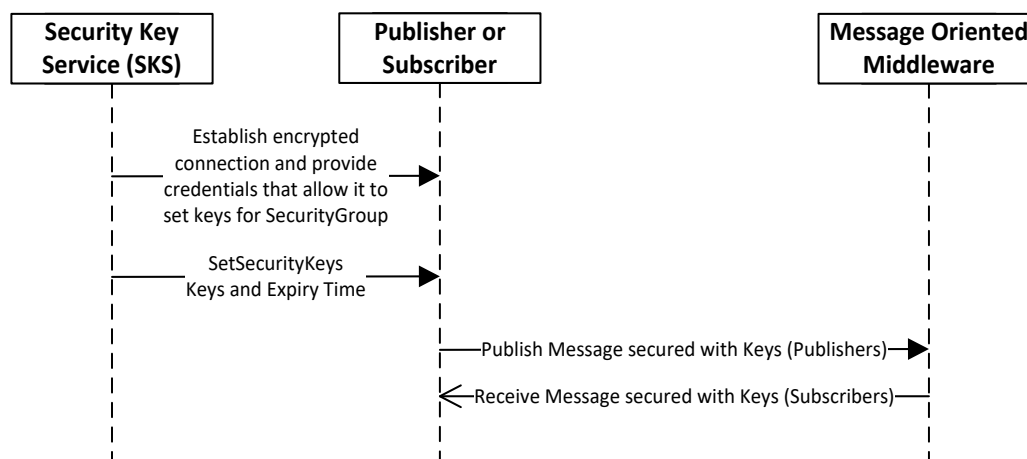 Security Key
Service (SKS)
Publisher or
Subscriber
Message Oriented
Middleware
Establish encrypted
connection and provide
credentials that allow it to
set keys for SecurityGroup
SetSecurityKeys
Keys and Expiry Time
Publish Message secured with Keys (Publishers)
Receive Message secured with Keys (Subscribers)